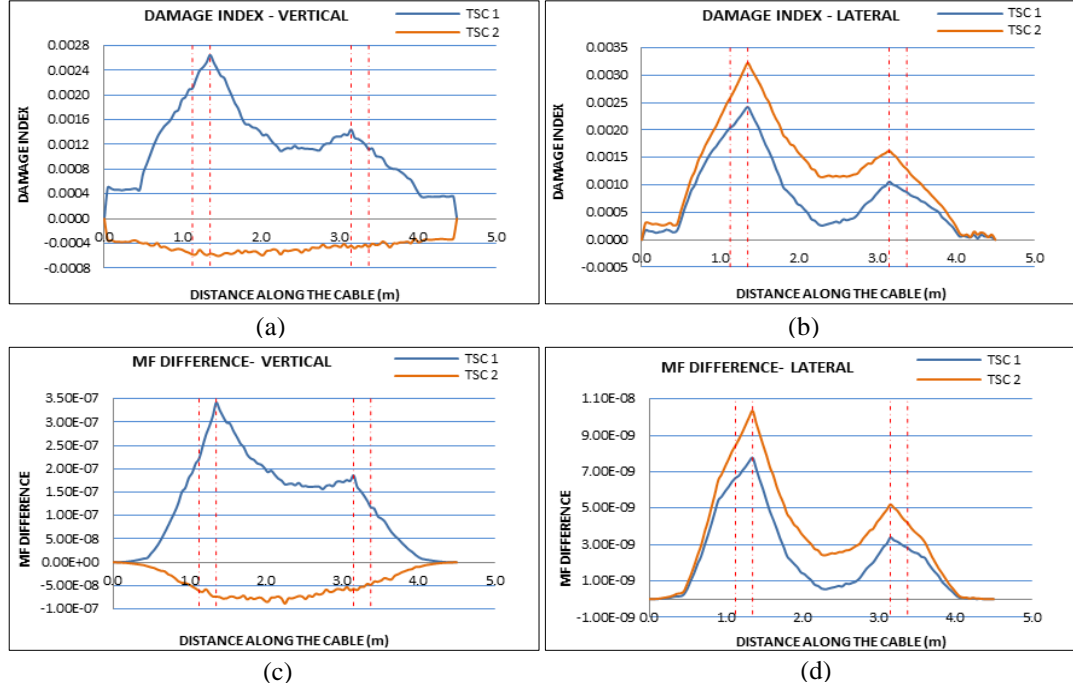 DAMAGE INDEX - VERTICAL
TSC 1
TSC 2
DAMAGE INDEX
0.0028
0.0024
0.0020
0.0016
0.0012
0.0008
0.0004
0.0000
-0.0004
-0.0008
0.0 1.0 2.0 3.0 4.0 5.0
DISTANCE ALONG THE CABLE (m)
(a)
DAMAGE INDEX - LATERAL
TSC 1
TSC 2
DAMAGE INDEX
0.0035
0.0030
0.0025
0.0020
0.0015
0.0010
0.0005
0.0000
-0.0005
0.0 1.0 2.0 3.0 4.0 5.0
DISTANCE ALONG THE CABLE (m)
(b)
MF DIFFERENCE- VERTICAL
TSC 1
TSC 2
MF DIFFERENCE
3.50E-07
3.00E-07
2.50E-07
2.00E-07
1.50E-07
1.00E-07
5.00E-08
0.00E+00
-5.00E-08
-1.00E-07
0.0 1.0 2.0 3.0 4.0 5.0
DISTANCE ALONG THE CABLE (m)
(c)
MF DIFFERENCE- LATERAL
TSC 1
TSC 2
MF DIFFERENCE
1.10E-08
9.00E-09
7.00E-09
5.00E-09
3.00E-09
1.00E-09
-1.00E-09
0.0 1.0 2.0 3.0 4.0 5.0
DISTANCE ALONG THE CABLE (m)
(d)